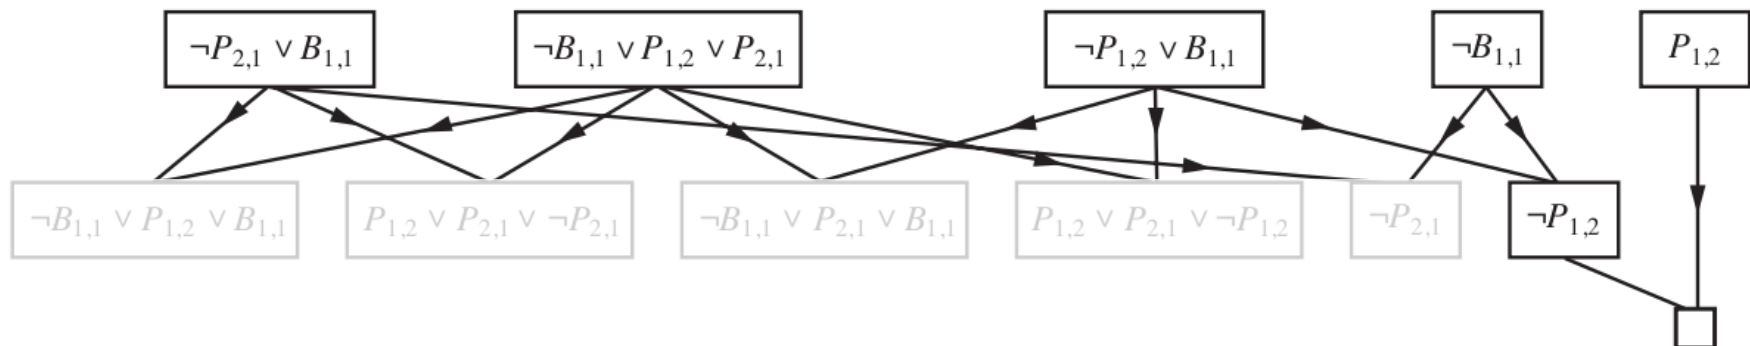 ¬P2,1 ∨ B1,1
¬B1,1 ∨ P1,2 ∨ P2,1
¬P1,2 ∨ B1,1
¬B1,1
P1,2
¬B1,1 ∨ P1,2 ∨ B1,1
P1,2 ∨ P2,1 ∨ ¬P2,1
¬B1,1 ∨ P2,1 ∨ B1,1
P1,2 ∨ P2,1 ∨ ¬P1,2
¬P2,1
¬P1,2